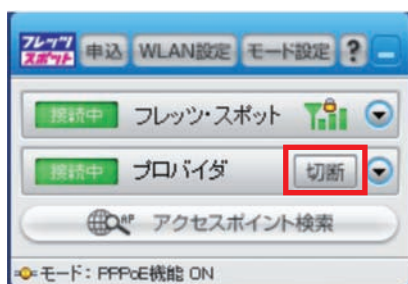 フレッツ
スポット 申込 WLAN設定 モード設定 ?
接続中 フレッツ・スポット
接続中 プロバイダ 切断
AP アクセスポイント検索
モード: PPPoE機能 ON